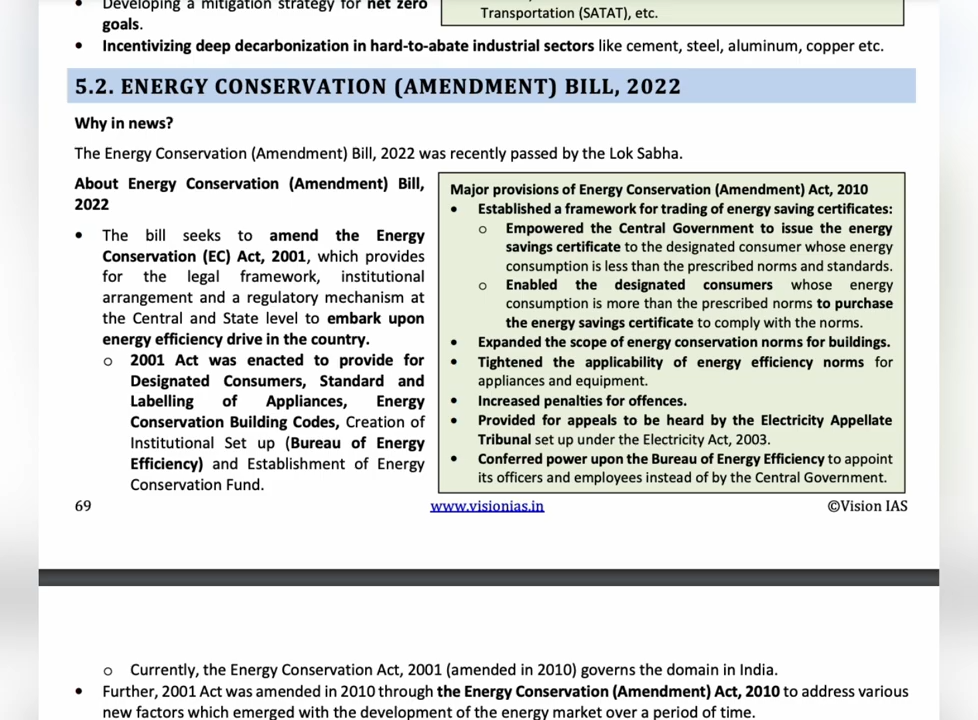 • Developing a mitigation strategy for net zero
goals.
Transportation (SATAT), etc.
• Incentivizing deep decarbonization in hard-to-abate industrial sectors like cement, steel, aluminum, copper etc.
5.2. ENERGY CONSERVATION (AMENDMENT) BILL, 2022
Why in news?
The Energy Conservation (Amendment) Bill, 2022 was recently passed by the Lok Sabha.
About Energy Conservation (Amendment) Bill,
2022
• The bill seeks to amend the Energy
Conservation (EC) Act, 2001, which provides
for the legal framework, institutional
arrangement and a regulatory mechanism at
the Central and State level to embark upon
energy efficiency drive in the country.
o 2001 Act was enacted to provide for
Designated Consumers, Standard and
Labelling of Appliances, Energy
Conservation Building Codes, Creation of
Institutional Set up (Bureau of Energy
Efficiency) and Establishment of Energy
Conservation Fund.
Major provisions of Energy Conservation (Amendment) Act, 2010
• Established a framework for trading of energy saving certificates:
o Empowered the Central Government to issue the energy
savings certificate to the designated consumer whose energy
consumption is less than the prescribed norms and standards.
o Enabled the designated consumers whose energy
consumption is more than the prescribed norms to purchase
the energy savings certificate to comply with the norms.
• Expanded the scope of energy conservation norms for buildings.
• Tightened the applicability of energy efficiency norms for
appliances and equipment.
• Increased penalties for offences.
• Provided for appeals to be heard by the Electricity Appellate
Tribunal set up under the Electricity Act, 2003.
• Conferred power upon the Bureau of Energy Efficiency to appoint
its officers and employees instead of by the Central Government.
69
www.visionias.in
©Vision IAS
o Currently, the Energy Conservation Act, 2001 (amended in 2010) governs the domain in India.
• Further, 2001 Act was amended in 2010 through the Energy Conservation (Amendment) Act, 2010 to address various
new factors which emerged with the development of the energy market over a period of time.